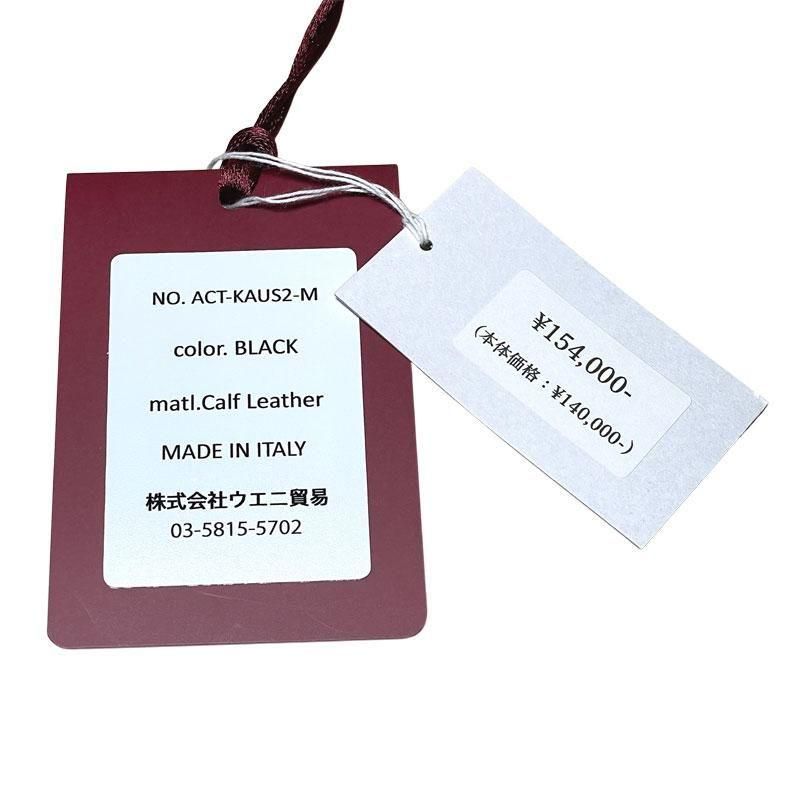 NO. ACT-KAUS2-M
color. BLACK
matl.Calf Leather
MADE IN ITALY
株式会社ウエニ貿易
03-5815-5702
¥154,000-
(本体価格:¥140,000-)